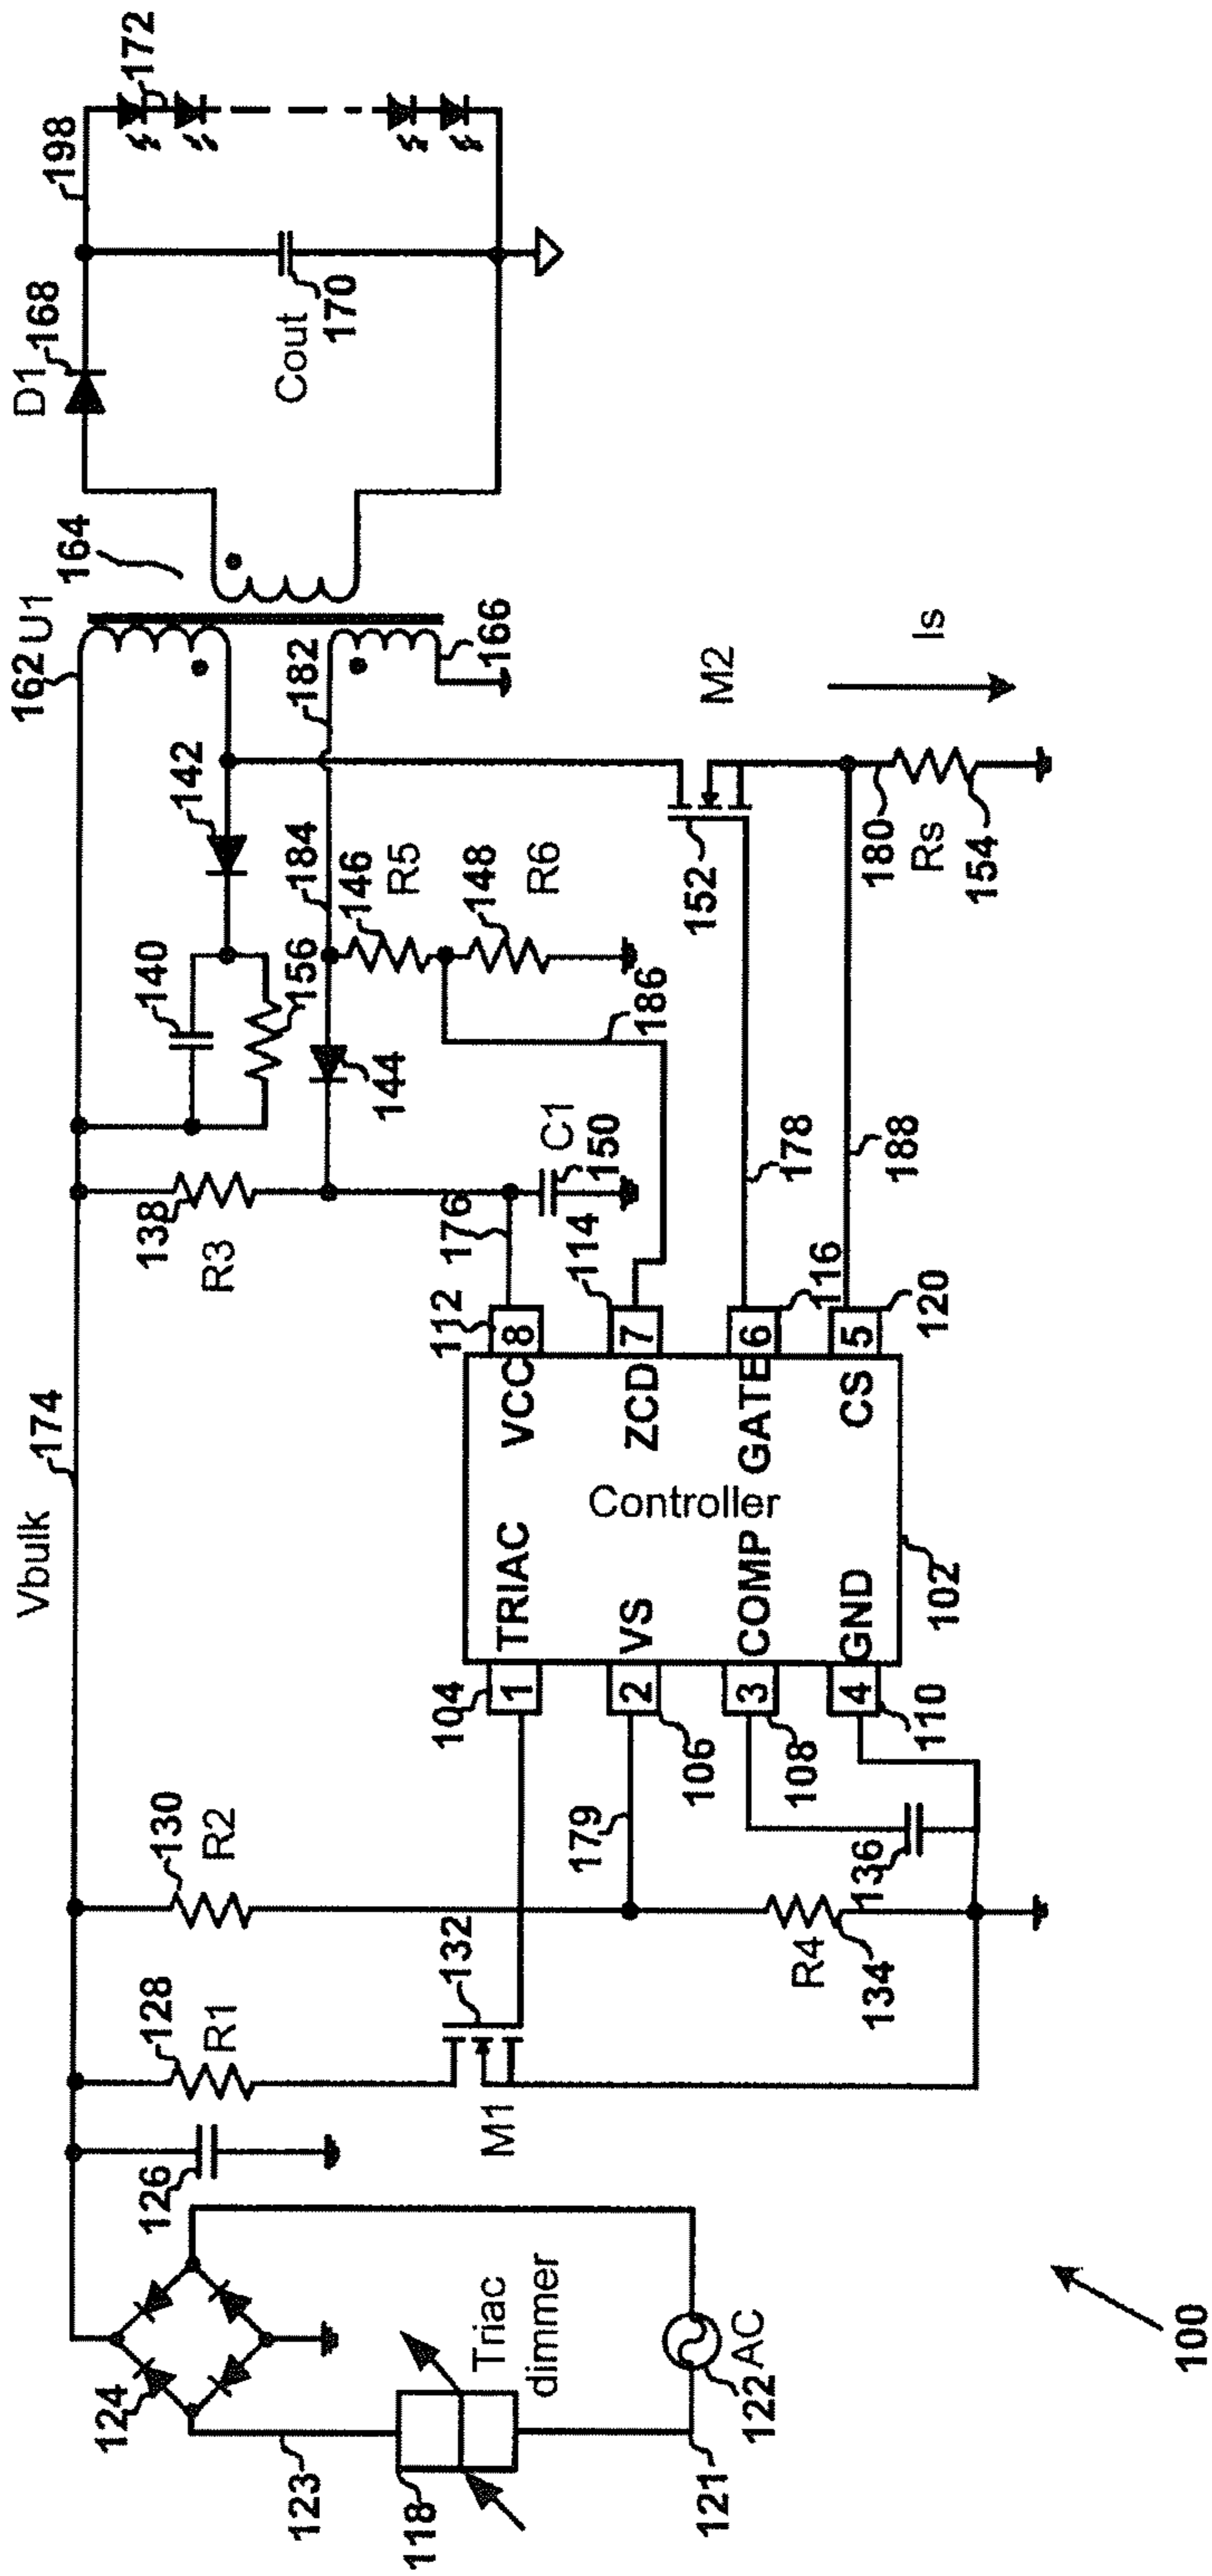 Vbulk
174
162
U1
164
D1
168
198
172
Cout
170
124
126
128
R1
130
R2
138
R3
140
156
142
184
182
166
144
146
R5
148
R6
C1
150
186
176
123
118
Triac
dimmer
121
122
AC
M1
132
179
R4
134
136
104
106
108
110
1
2
3
4
TRIAC
VS
COMP
GND
Controller
102
VCC
ZCD
GATE
CS
8
7
6
5
112
114
116
120
178
188
152
M2
180
Rs
154
Is
100